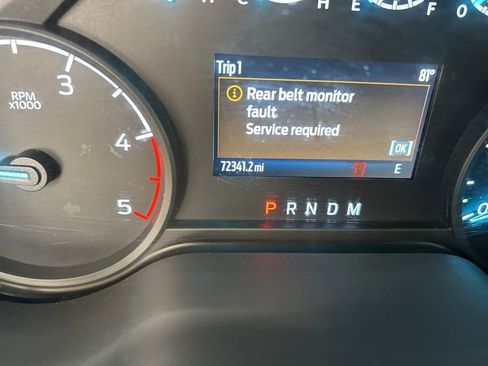 C H E F O
Trip 1 81°
RPM
x1000
3
4
5
Rear belt monitor
fault
Service required
[OK]
72341.2 mi E
P R N D M